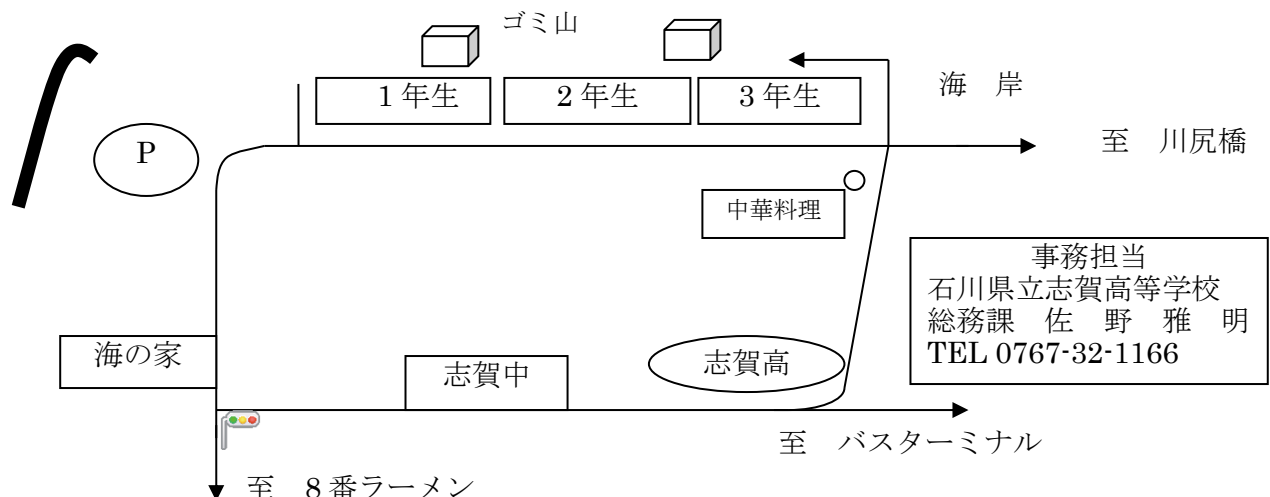 ゴミ山
1年生
2年生
3年生
海　岸
P
至　川尻橋
中華料理
事務担当
石川県立志賀高等学校
総務課　佐　野　雅　明
TEL 0767-32-1166
海の家
志賀中
志賀高
至　バスターミナル
至　8番ラーメン